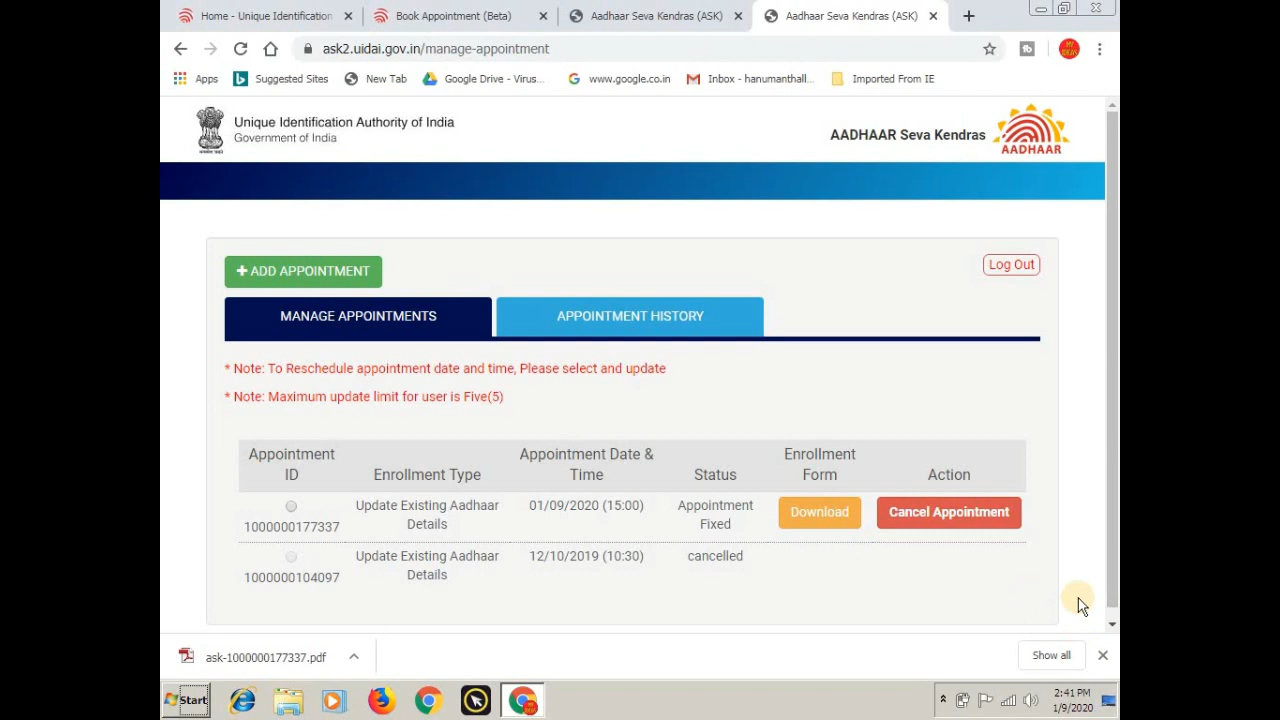 Home - Unique Identification
Book Appointment (Beta)
Aadhaar Seva Kendras (ASK)
Aadhaar Seva Kendras (ASK)
ask2.uidai.gov.in/manage-appointment
MY IDEAS
Apps
Suggested Sites
New Tab
Google Drive - Virus...
www.google.co.in
Inbox - hanumanthall...
Imported From IE
Unique Identification Authority of India
Government of India
AADHAAR Seva Kendras
AADHAAR
+ ADD APPOINTMENT
Log Out
MANAGE APPOINTMENTS
APPOINTMENT HISTORY
* Note: To Reschedule appointment date and time, Please select and update
* Note: Maximum update limit for user is Five(5)
Appointment ID
Enrollment Type
Appointment Date & Time
Status
Enrollment Form
Action
1000000177337
Update Existing Aadhaar Details
01/09/2020 (15:00)
Appointment Fixed
Download
Cancel Appointment
1000000104097
Update Existing Aadhaar Details
12/10/2019 (10:30)
cancelled
ask-1000000177337.pdf
Show all
Start
2:41 PM
1/9/2020